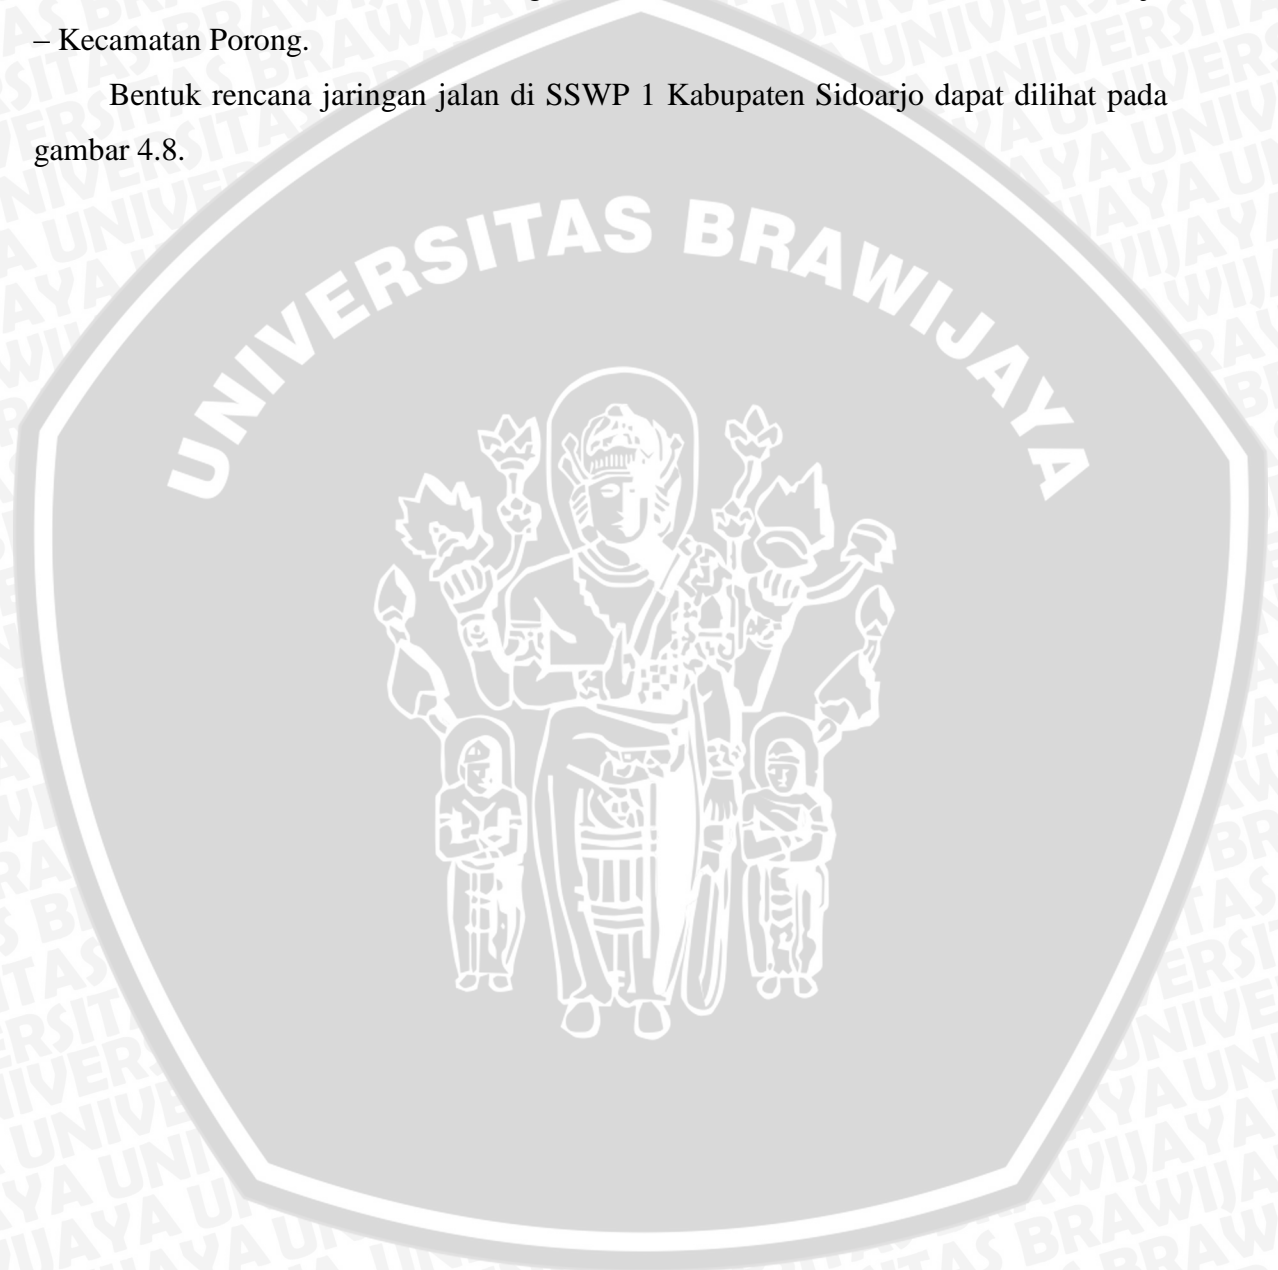 – Kecamatan Porong.
Bentuk rencana jaringan jalan di SSWP 1 Kabupaten Sidoarjo dapat dilihat pada
gambar 4.8.
UNIVERSITAS BRAWIJAYA